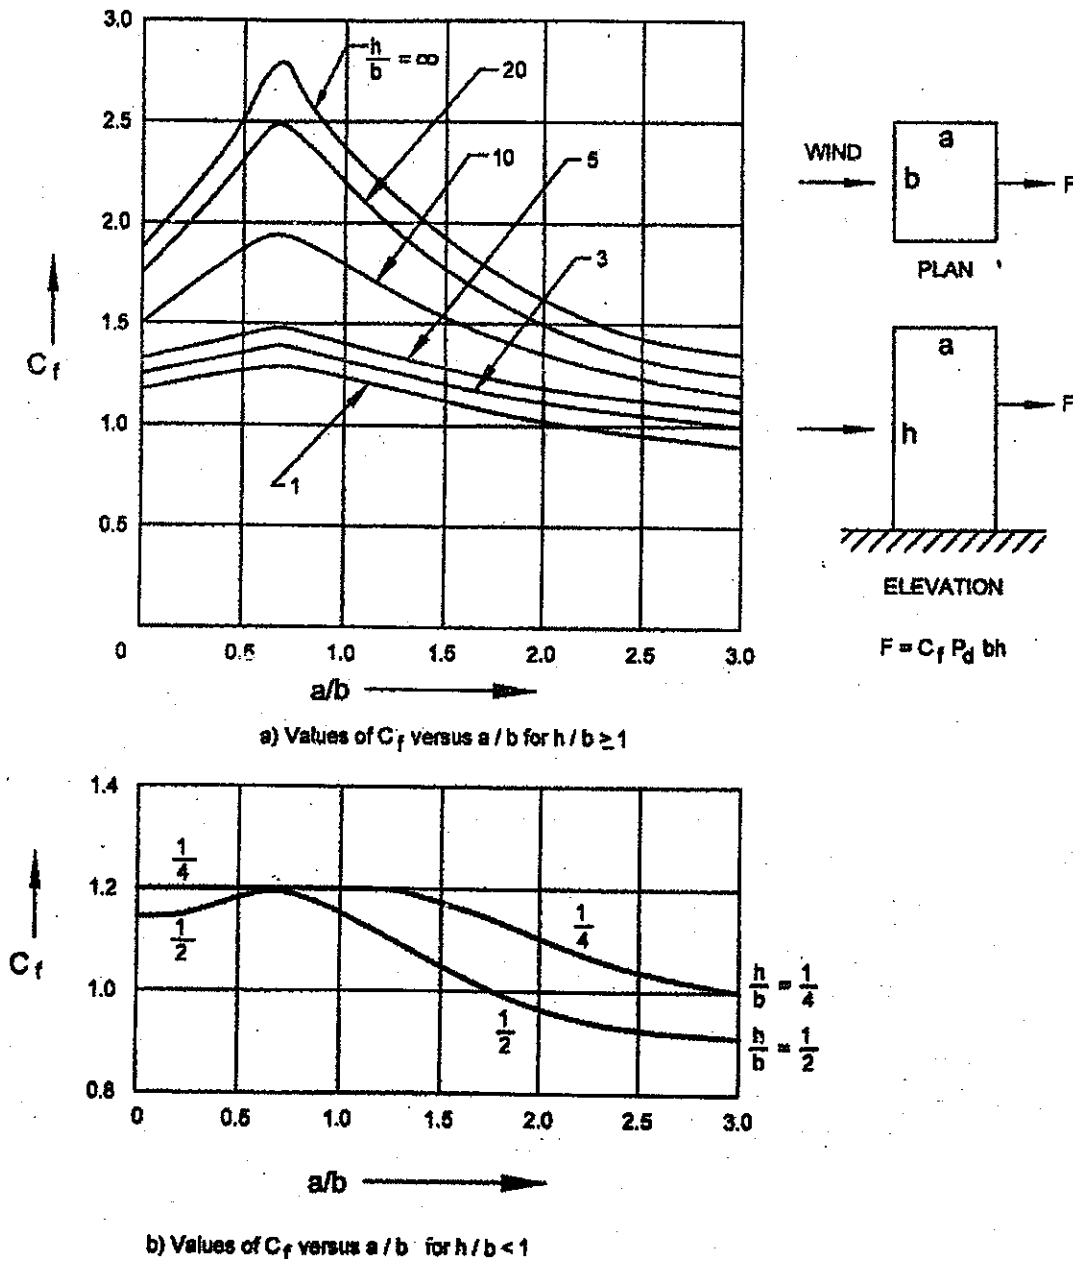 3.0
2.5
2.0
1.5
1.0
0.5
C_f
h/b = ∞
20
10
5
3
1
0 0.5 1.0 1.5 2.0 2.5 3.0
a/b
a) Values of C_f versus a / b for h / b ≥ 1
WIND
a
b
F
PLAN
a
h
F
ELEVATION
F = C_f P_d bh
1.4
1.2
1.0
0.8
C_f
1/4
1/2
1/4
1/2
h/b = 1/4
h/b = 1/2
0 0.5 1.0 1.5 2.0 2.5 3.0
a/b
b) Values of C_f versus a / b for h / b < 1